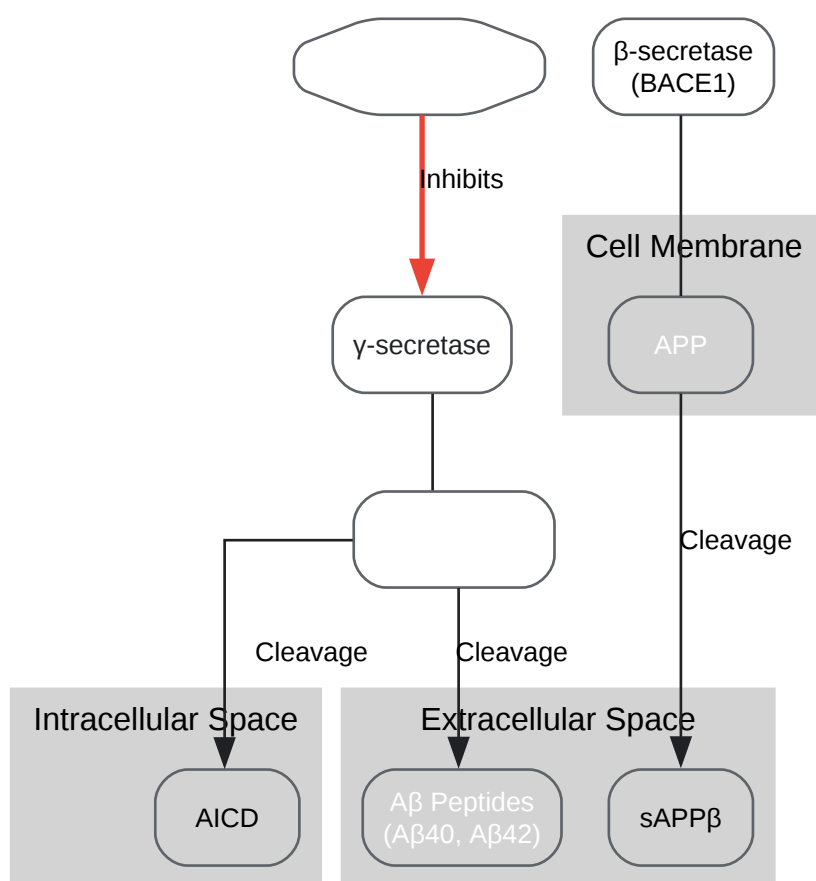 β-secretase
(BACE1)
Inhibits
Cell Membrane
γ-secretase
APP
Cleavage
Cleavage
Cleavage
Intracellular Space
Extracellular Space
AICD
Aβ Peptides
(Aβ40, Aβ42)
sAPPβ